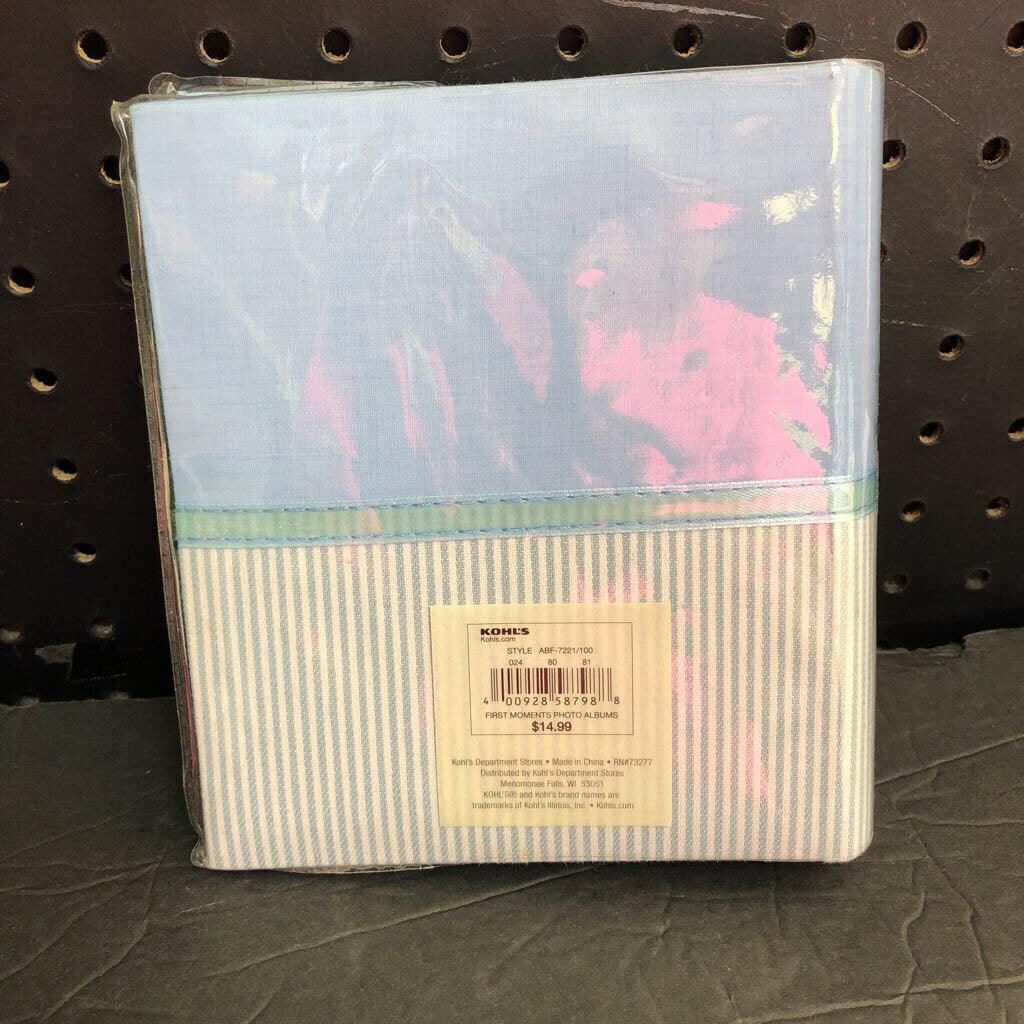 KOHL'S
Kohls.com
STYLE ABF-7221/100
024 80 81
4 00928 58798 8
FIRST MOMENTS PHOTO ALBUMS
$14.99
Kohl's Department Stores • Made in China • RN#73277
Distributed by Kohl's Department Stores
Menomonee Falls, WI 53051
KOHL'S® and Kohl's brand names are
trademarks of Kohl's Illinois, Inc. • Kohls.com